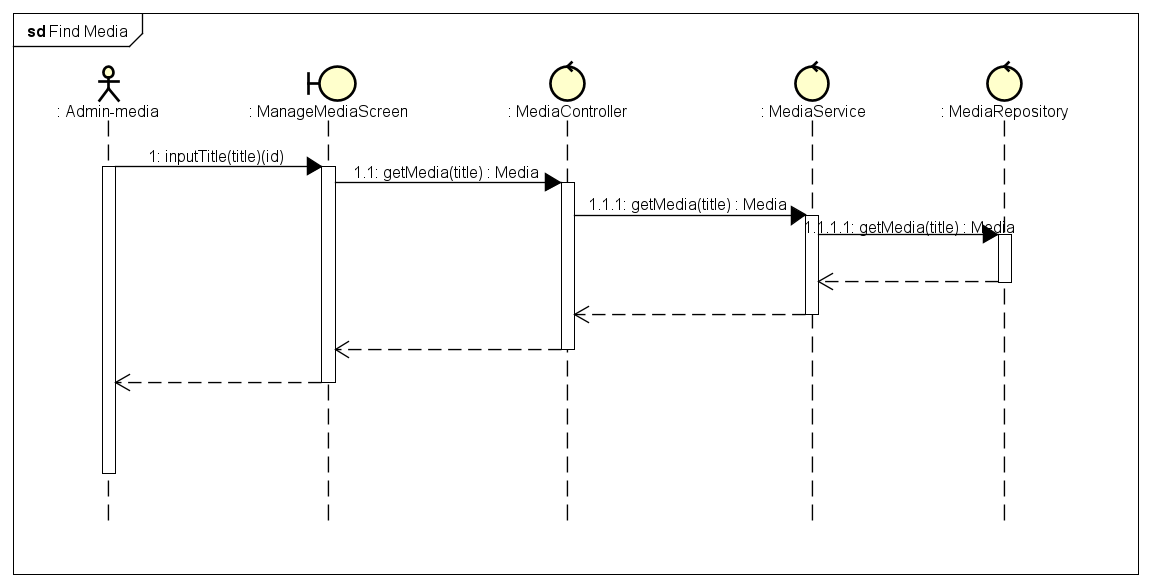 sd Find Media
: Admin-media
: ManageMediaScreen
: MediaController
: MediaService
: MediaRepository
1: inputTitle(title)(id)
1.1: getMedia(title) : Media
1.1.1: getMedia(title) : Media
1.1.1.1: getMedia(title) : Media